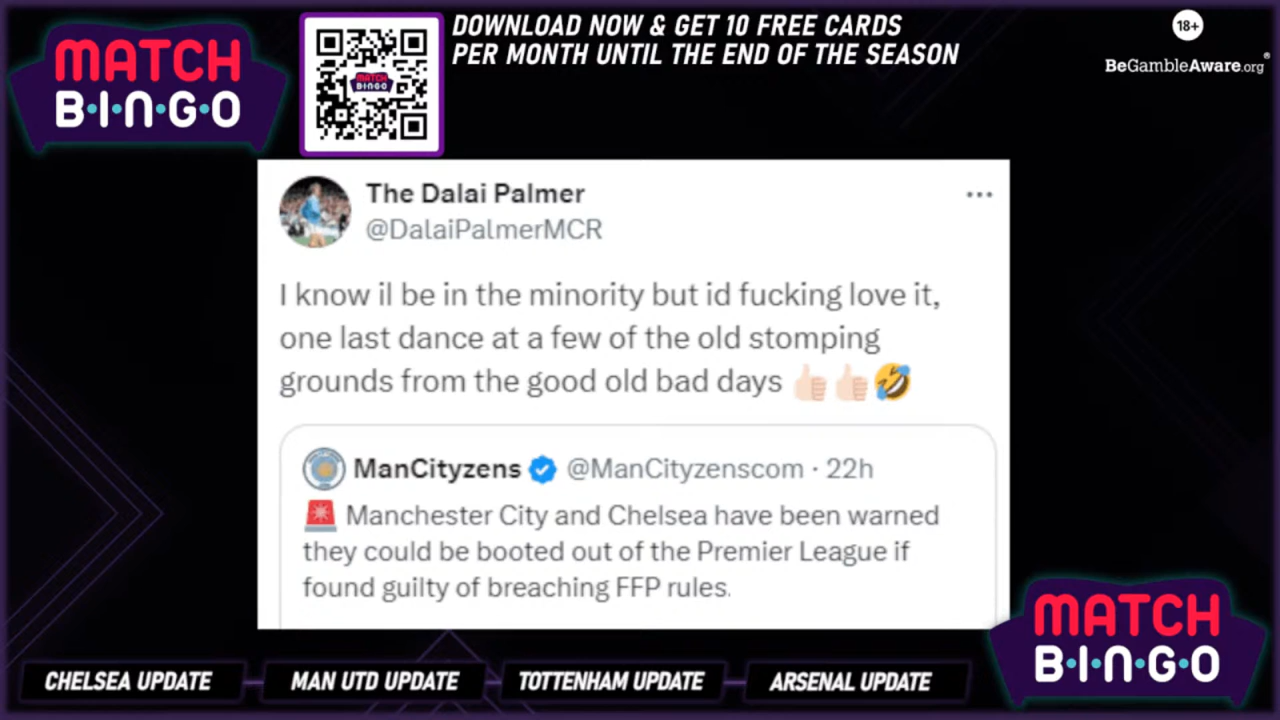 MATCH
B·I·N·G·O
MATCH
BINGO
DOWNLOAD NOW & GET 10 FREE CARDS
PER MONTH UNTIL THE END OF THE SEASON
18+
BeGambleAware.org®
The Dalai Palmer
@DalaiPalmerMCR
I know il be in the minority but id fucking love it,
one last dance at a few of the old stomping
grounds from the good old bad days 👍🏻👍🏻🤣
ManCityzens @ManCityzenscom · 22h
🚨 Manchester City and Chelsea have been warned
they could be booted out of the Premier League if
found guilty of breaching FFP rules.
MATCH
B·I·N·G·O
CHELSEA UPDATE
MAN UTD UPDATE
TOTTENHAM UPDATE
ARSENAL UPDATE